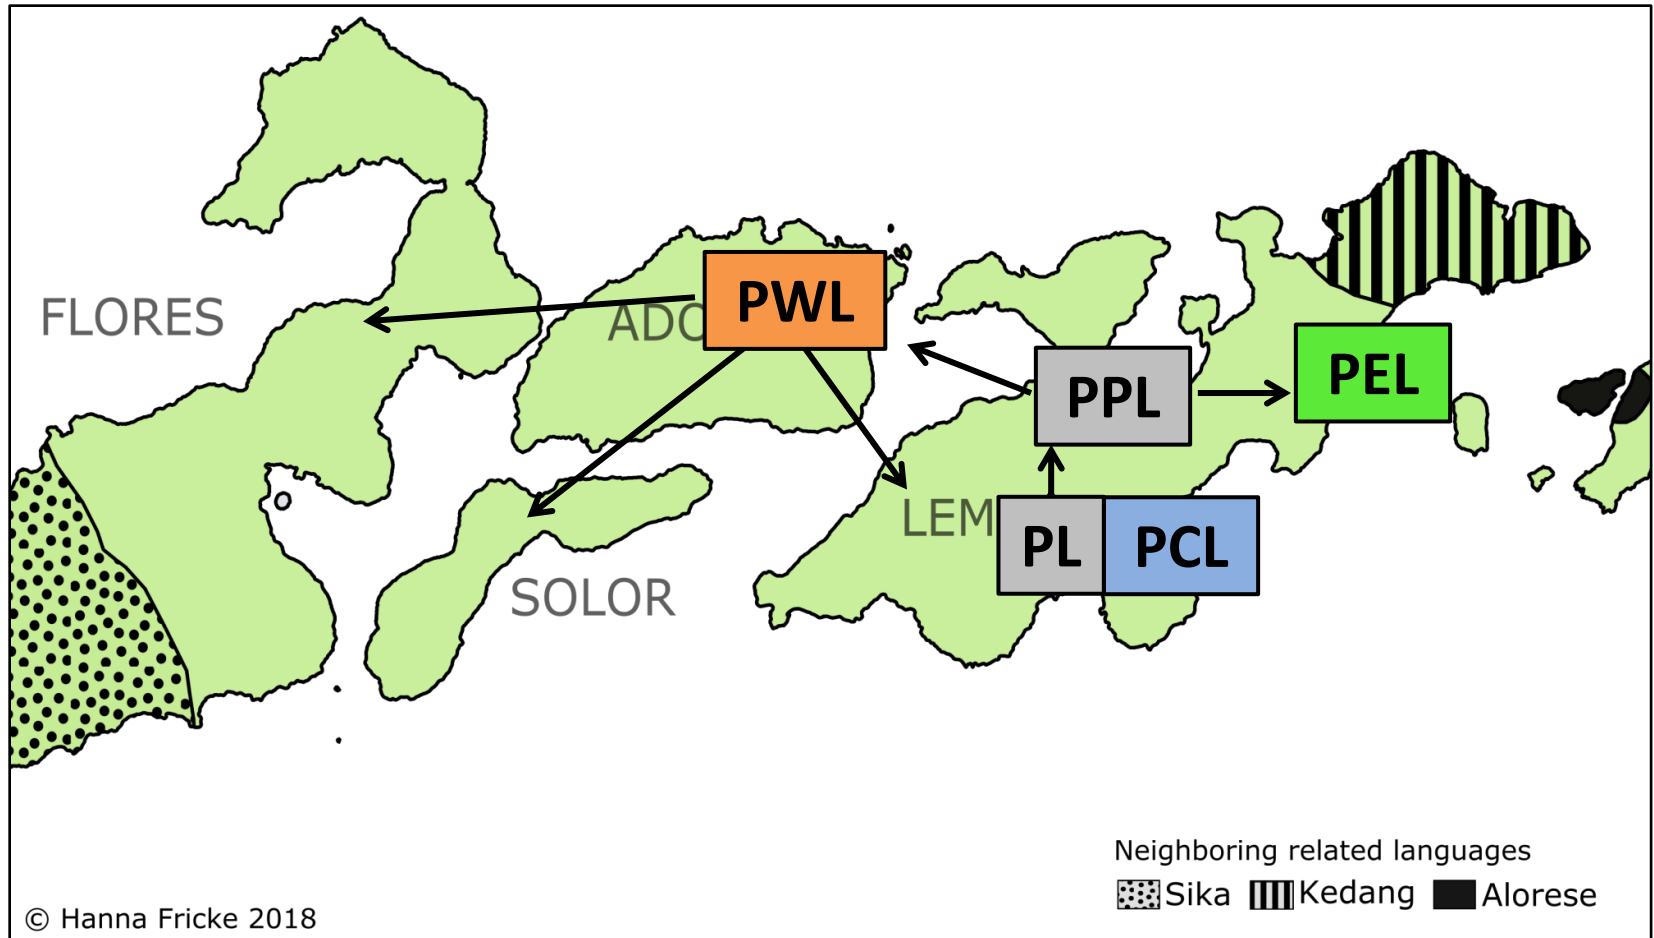 FLORES
ADO
PWL
PPL
PEL
LEM
PL
PCL
SOLOR
Neighboring related languages
Sika Kedang Alorese
© Hanna Fricke 2018